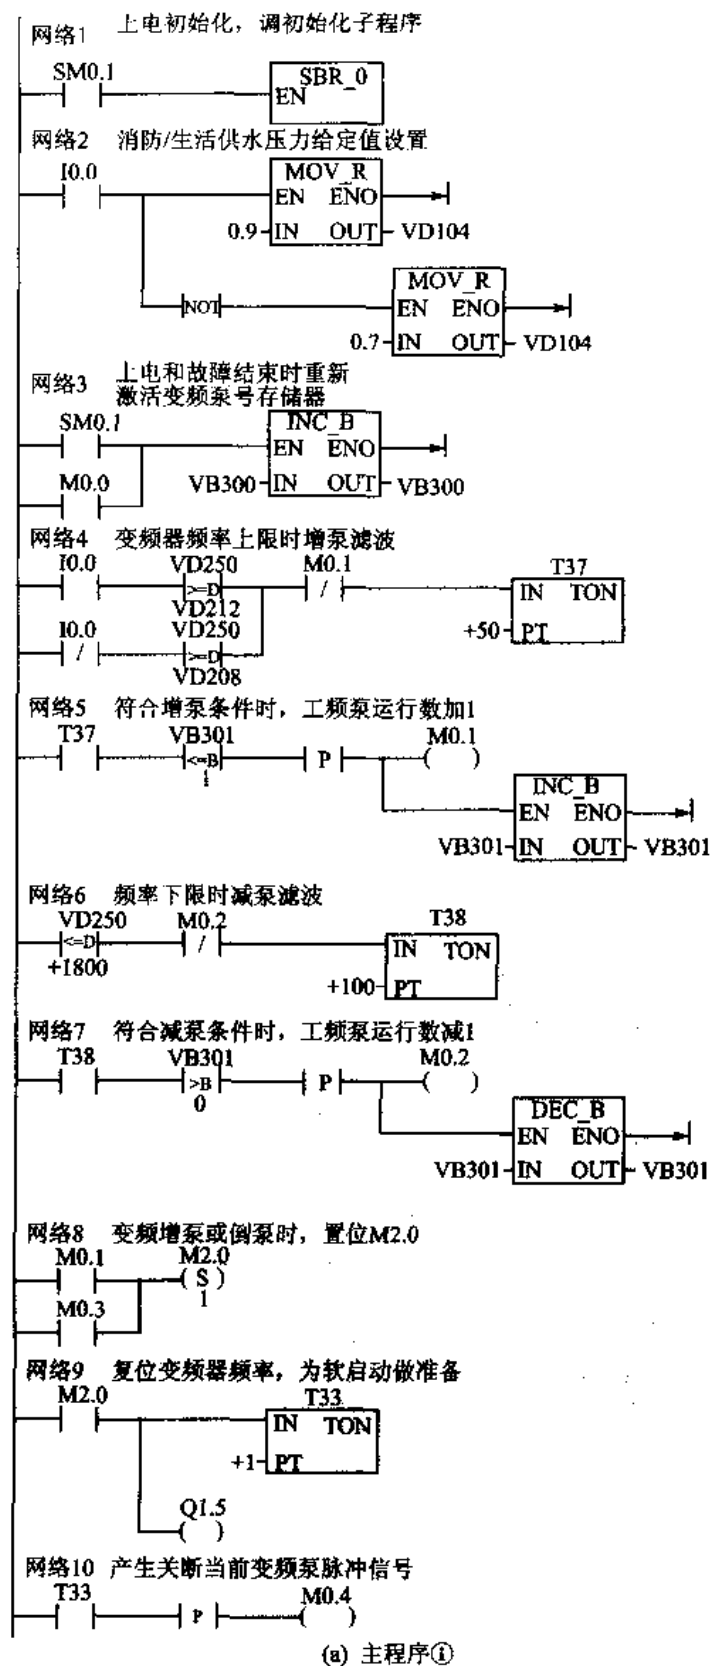 网络1 上电初始化，调初始化子程序
SM0.1
SBR_0
EN
网络2 消防/生活供水压力给定值设置
I0.0
MOV_R
EN ENO
0.9 IN OUT VD104
NOT
MOV_R
EN ENO
0.7 IN OUT VD104
网络3 上电和故障结束时重新
激活变频泵号存储器
SM0.1
INC_B
EN ENO
M0.0
VB300 IN OUT VB300
网络4 变频器频率上限时增泵滤波
I0.0 VD250 M0.1 T37
>=D / IN TON
VD212
I0.0 VD250
+50 PT
/ >=D
VD208
网络5 符合增泵条件时，工频泵运行数加1
T37 VB301 M0.1
<=B P ( )
1
INC_B
EN ENO
VB301 IN OUT VB301
网络6 频率下限时减泵滤波
VD250 M0.2 T38
<=D / IN TON
+1800
+100 PT
网络7 符合减泵条件时，工频泵运行数减1
T38 VB301 M0.2
>B P ( )
0
DEC_B
EN ENO
VB301 IN OUT VB301
网络8 变频增泵或倒泵时，置位M2.0
M0.1 M2.0
( S )
1
M0.3
网络9 复位变频器频率，为软启动做准备
M2.0 T33
IN TON
+1 PT
Q1.5
( )
网络10 产生关断当前变频泵脉冲信号
T33 M0.4
P ( )
(a) 主程序①